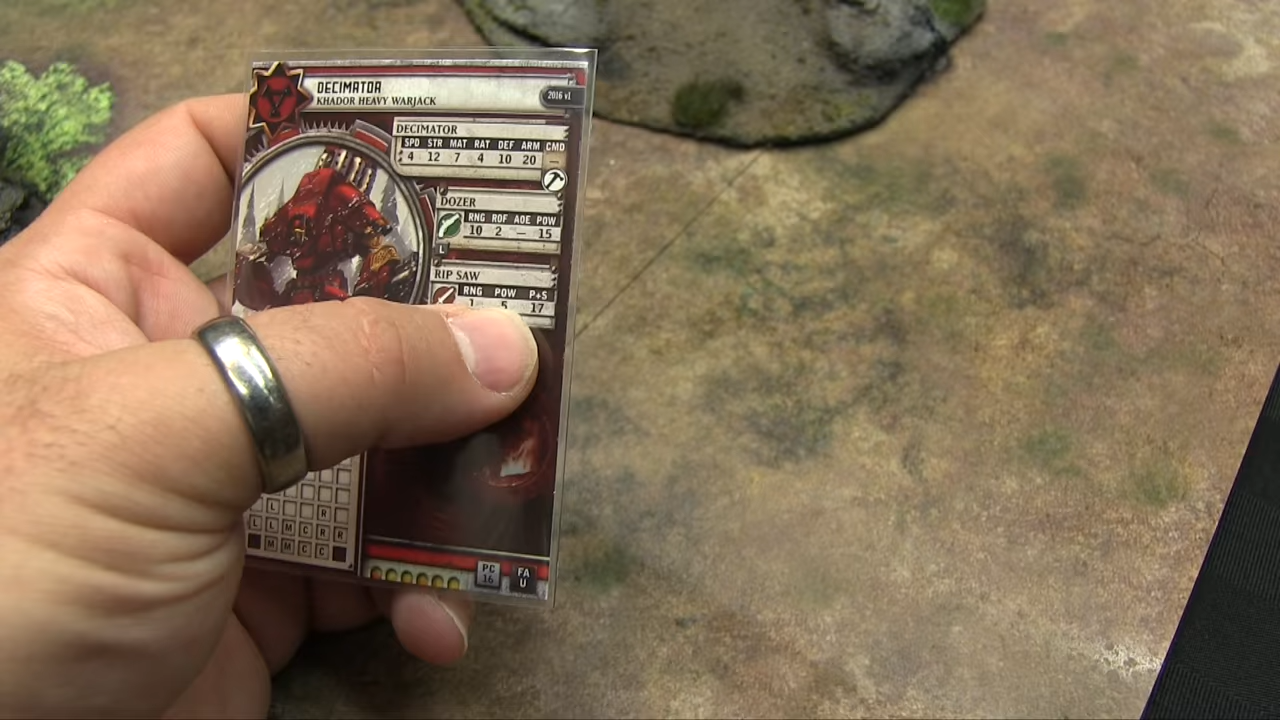 DECIMATOR
KHADOR HEAVY WARJACK
2016 v1
DECIMATOR
SPD STR MAT RAT DEF ARM CMD
4 12 7 4 10 20 —
DOZER
RNG ROF AOE POW
10 2 — 15
L
RIP SAW
RNG POW P+S
1 5 17
L R
L L M C R R
M M C C
PC
16
FA
U